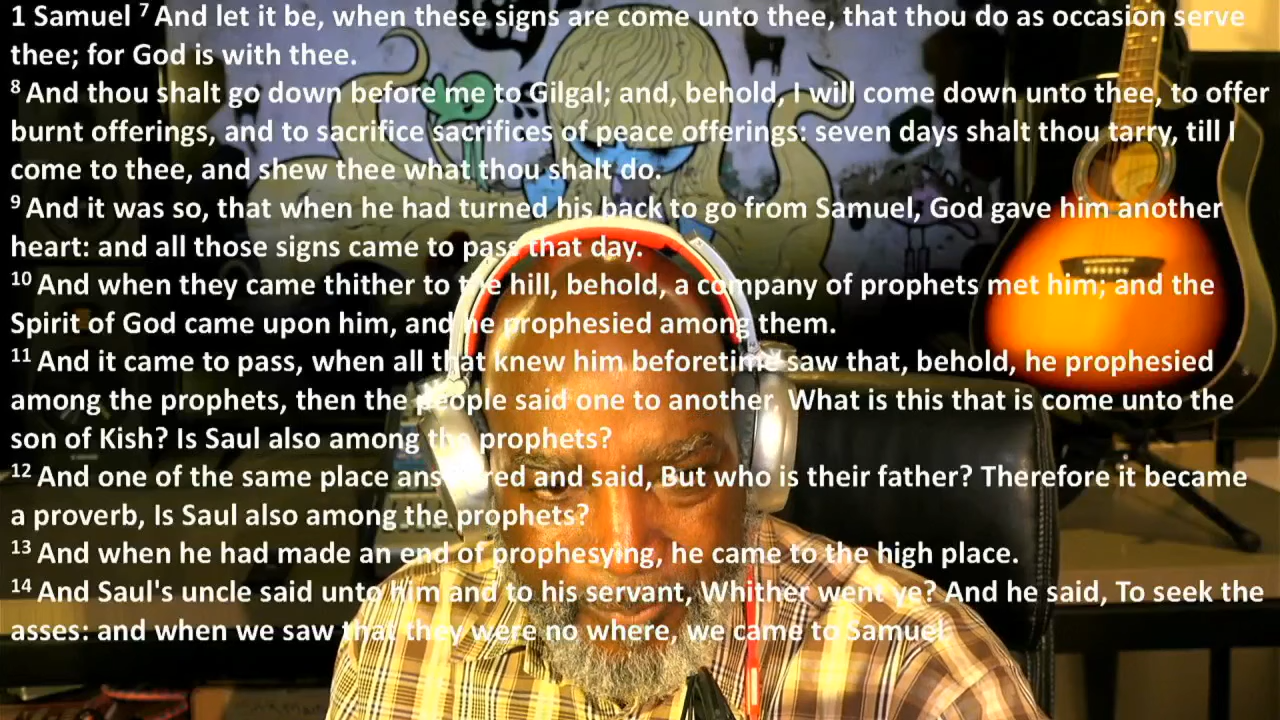 1 Samuel ⁷ And let it be, when these signs are come unto thee, that thou do as occasion serve
thee; for God is with thee.
⁸ And thou shalt go down before me to Gilgal; and, behold, I will come down unto thee, to offer
burnt offerings, and to sacrifice sacrifices of peace offerings: seven days shalt thou tarry, till I
come to thee, and shew thee what thou shalt do.
⁹ And it was so, that when he had turned his back to go from Samuel, God gave him another
heart: and all those signs came to pass that day.
¹⁰ And when they came thither to the hill, behold, a company of prophets met him; and the
Spirit of God came upon him, and he prophesied among them.
¹¹ And it came to pass, when all that knew him beforetime saw that, behold, he prophesied
among the prophets, then the people said one to another, What is this that is come unto the
son of Kish? Is Saul also among the prophets?
¹² And one of the same place answered and said, But who is their father? Therefore it became
a proverb, Is Saul also among the prophets?
¹³ And when he had made an end of prophesying, he came to the high place.
¹⁴ And Saul's uncle said unto him and to his servant, Whither went ye? And he said, To seek the
asses: and when we saw that they were no where, we came to Samuel.